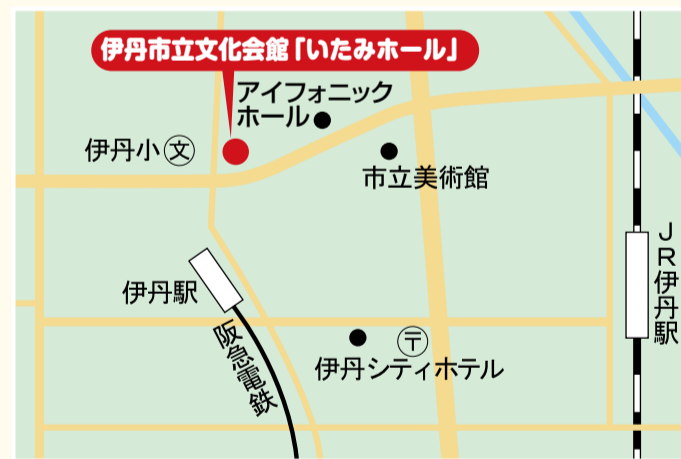 伊丹市立文化会館「いたみホール」
アイフォニック
ホール
伊丹小 文
市立美術館
JR伊丹駅
伊丹駅
阪急電鉄
〒
伊丹シティホテル